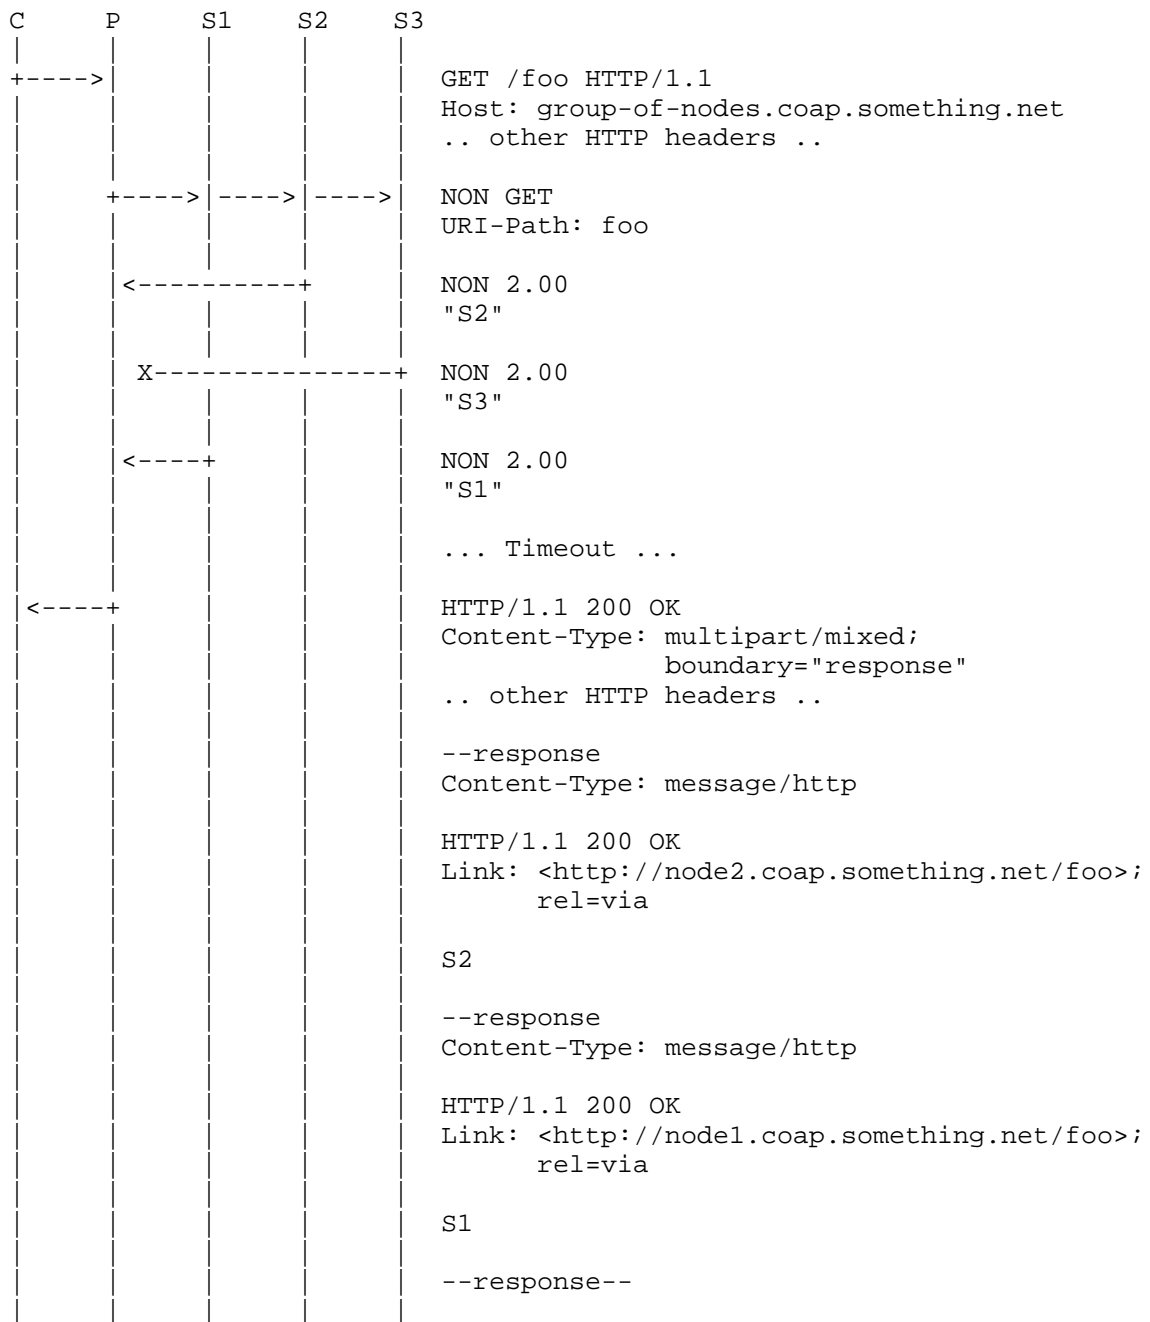 C P S1 S2 S3
GET /foo HTTP/1.1
Host: group-of-nodes.coap.something.net
.. other HTTP headers ..
NON GET
URI-Path: foo
NON 2.00
"S2"
X NON 2.00
"S3"
NON 2.00
"S1"
... Timeout ...
HTTP/1.1 200 OK
Content-Type: multipart/mixed;
boundary="response"
.. other HTTP headers ..
--response
Content-Type: message/http
HTTP/1.1 200 OK
Link: <http://node2.coap.something.net/foo>;
rel=via
S2
--response
Content-Type: message/http
HTTP/1.1 200 OK
Link: <http://node1.coap.something.net/foo>;
rel=via
S1
--response--